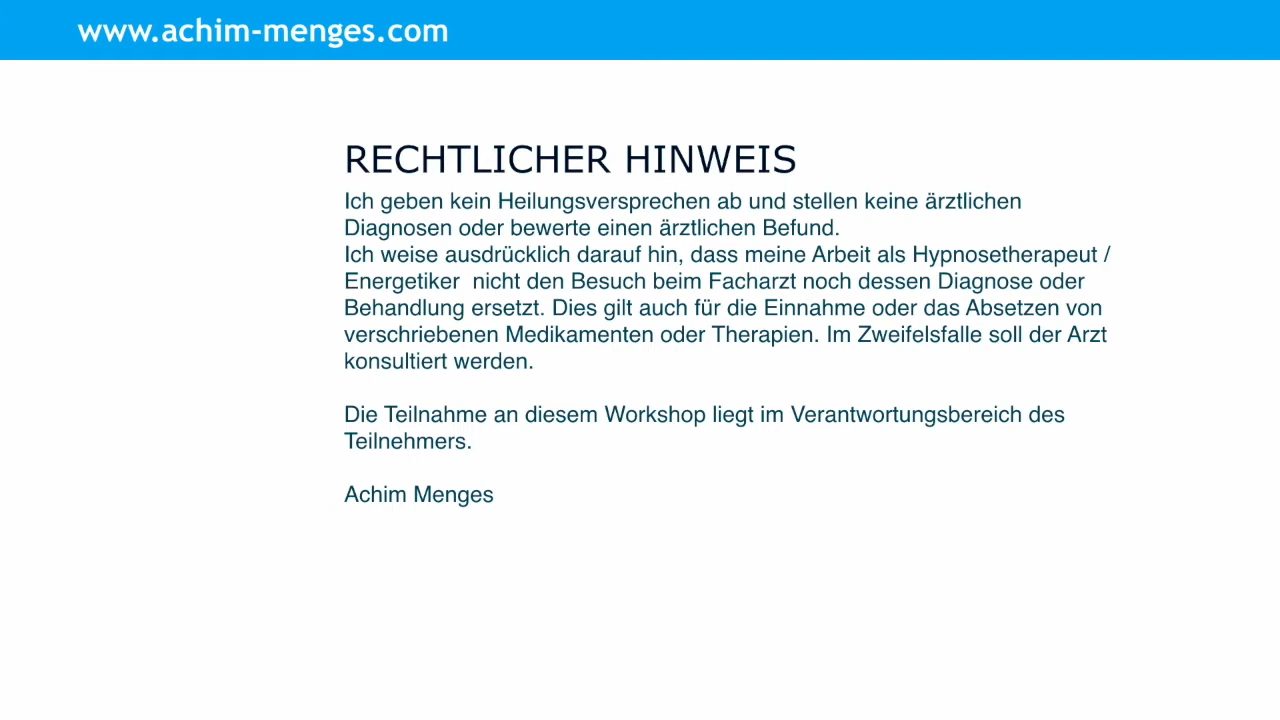 www.achim-menges.com
RECHTLICHER HINWEIS
Ich geben kein Heilungsversprechen ab und stellen keine ärztlichen
Diagnosen oder bewerte einen ärztlichen Befund.
Ich weise ausdrücklich darauf hin, dass meine Arbeit als Hypnosetherapeut /
Energetiker  nicht den Besuch beim Facharzt noch dessen Diagnose oder
Behandlung ersetzt. Dies gilt auch für die Einnahme oder das Absetzen von
verschriebenen Medikamenten oder Therapien. Im Zweifelsfalle soll der Arzt
konsultiert werden.
Die Teilnahme an diesem Workshop liegt im Verantwortungsbereich des
Teilnehmers.
Achim Menges